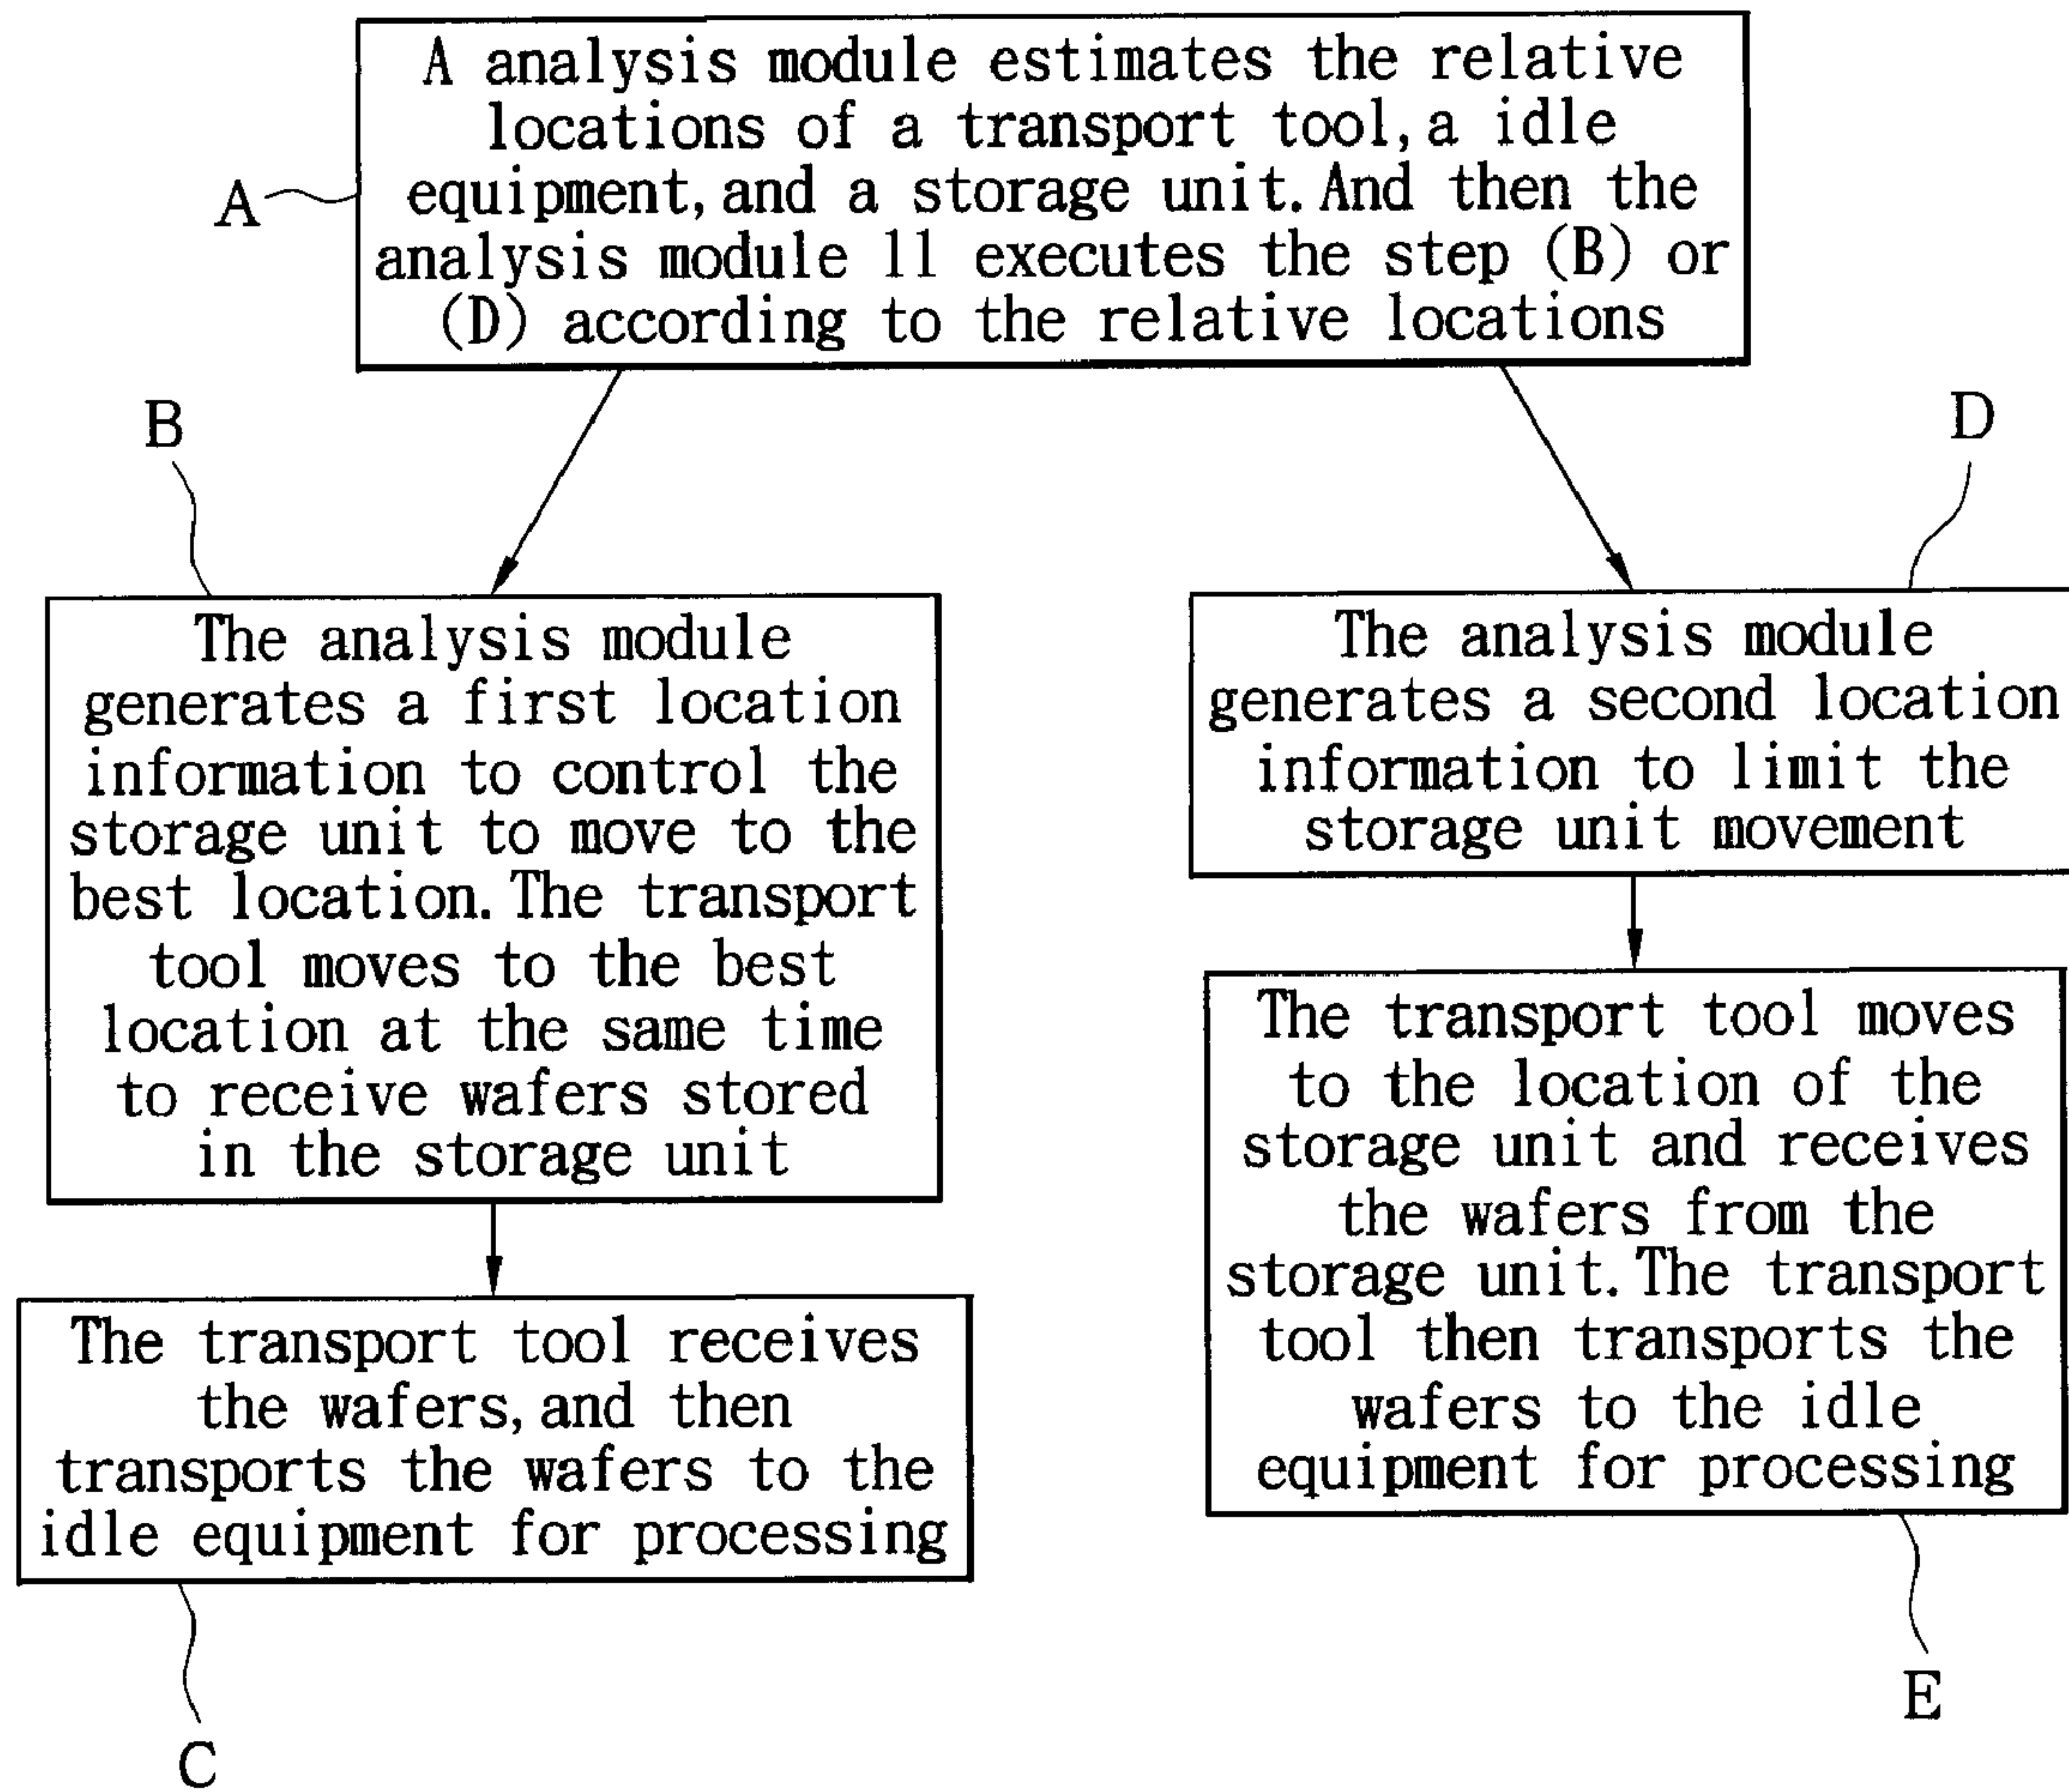 A analysis module estimates the relative
locations of a transport tool, a idle
equipment, and a storage unit. And then the
analysis module 11 executes the step (B) or
(D) according to the relative locations
A
B
The analysis module
generates a first location
information to control the
storage unit to move to the
best location. The transport
tool moves to the best
location at the same time
to receive wafers stored
in the storage unit
The transport tool receives
the wafers, and then
transports the wafers to the
idle equipment for processing
C
D
The analysis module
generates a second location
information to limit the
storage unit movement
The transport tool moves
to the location of the
storage unit and receives
the wafers from the
storage unit. The transport
tool then transports the
wafers to the idle
equipment for processing
E